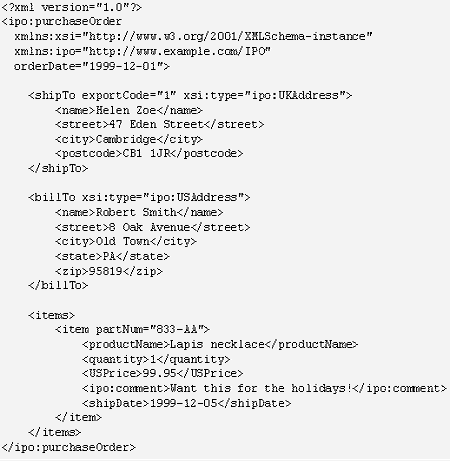 <?xml version="1.0"?>
<ipo:purchaseOrder
xmlns:xsi="http://www.w3.org/2001/XMLSchema-instance"
xmlns:ipo="http://www.example.com/IPO"
orderDate="1999-12-01">
<shipTo exportCode="1" xsi:type="ipo:UKAddress">
<name>Helen Zoe</name>
<street>47 Eden Street</street>
<city>Cambridge</city>
<postcode>CB1 1JR</postcode>
</shipTo>
<billTo xsi:type="ipo:USAddress">
<name>Robert Smith</name>
<street>8 Oak Avenue</street>
<city>Old Town</city>
<state>PA</state>
<zip>95819</zip>
</billTo>
<items>
<item partNum="833-AA">
<productName>Lapis necklace</productName>
<quantity>1</quantity>
<USPrice>99.95</USPrice>
<ipo:comment>Want this for the holidays!</ipo:comment>
<shipDate>1999-12-05</shipDate>
</item>
</items>
</ipo:purchaseOrder>